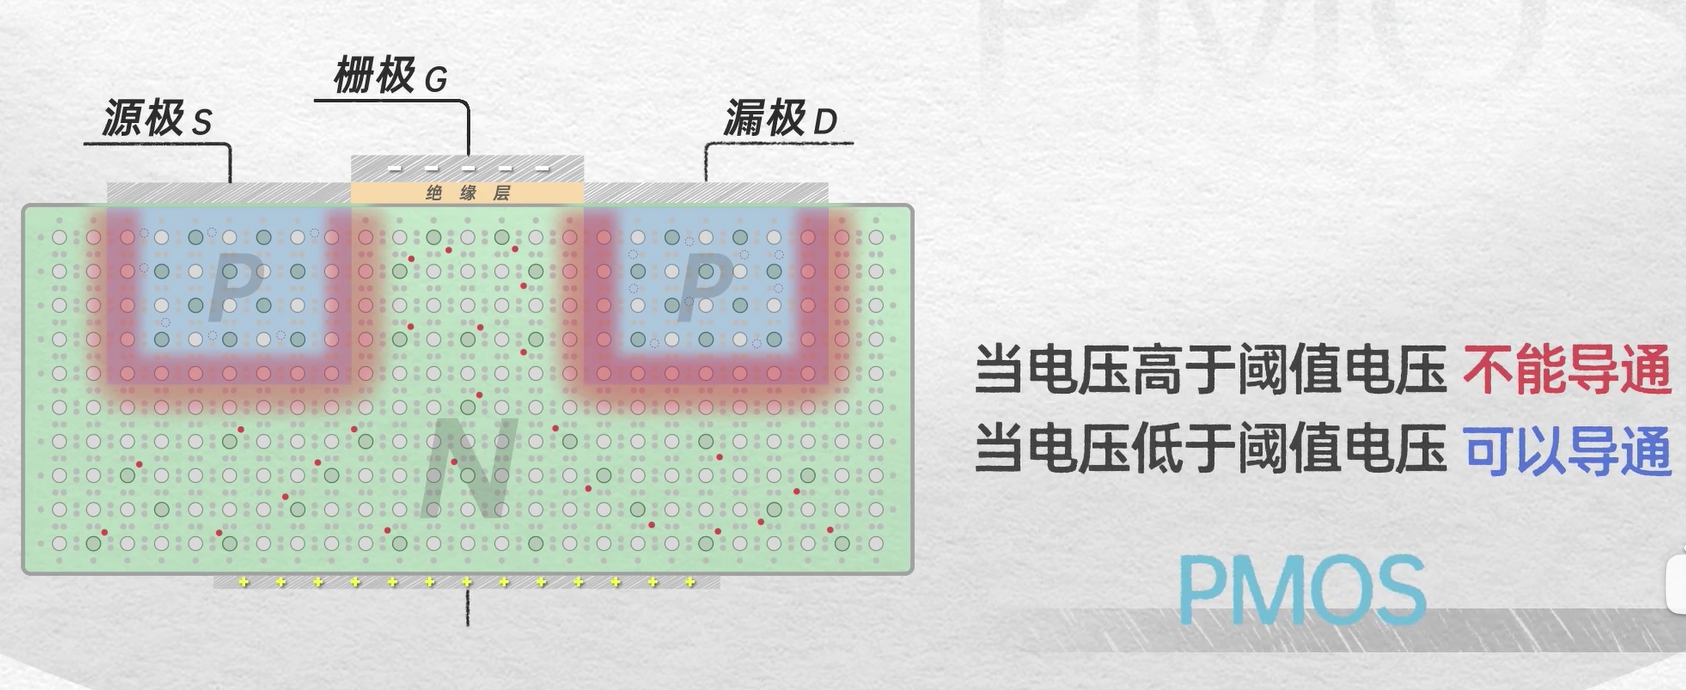 PMO
栅极 G
源极 S
漏极 D
- - - - -
绝缘层
P
P
N
+ + + + + + + + + + + + +
当电压高于阈值电压 不能导通
当电压低于阈值电压 可以导通
PMOS